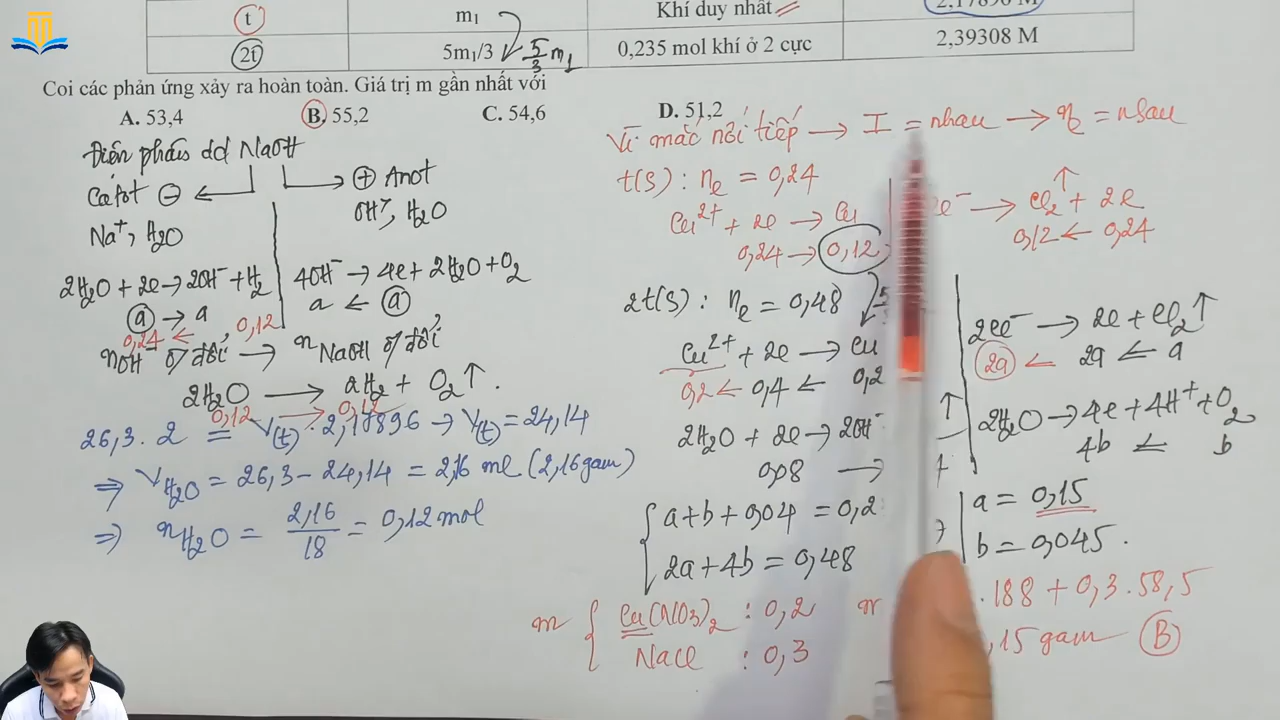 t m₁ Khí duy nhất 2,17896 M
2t 5m₁/3 5/3 m₁ 0,235 mol khí ở 2 cực 2,39308 M
Coi các phản ứng xảy ra hoàn toàn. Giá trị m gần nhất với
A. 53,4 B. 55,2 C. 54,6 D. 51,2
Điện phân dd NaOH
Catot ⊖ ← → ⊕ Anot
Na⁺, H₂O
OH⁻, H₂O
2H₂O + 2e → 2OH⁻ + H₂
a → a
0,24 ← 0,12
4OH⁻ → 4e + 2H₂O + O₂
a ← a
nOH⁻ ko đổi → nNaOH ko đổi
2H₂O → 2H₂ + O₂↑
0,12 → 0,12
26,3 . 2 = V(t) . 2,17896 → V(t) = 24,14
⇒ VH₂O = 26,3 – 24,14 = 2,16 ml (2,16 gam)
⇒ nH₂O = 2,16/18 = 0,12 mol
Vì mắc nối tiếp → I = nhau → nₑ = nhau
t(s) : nₑ = 0,24
Cu²⁺ + 2e → Cu
0,24 → 0,12
→ Cl₂↑ + 2e
0,12 ← 0,24
2t(s) : nₑ = 0,48
Cu²⁺ + 2e → Cu
0,2 ← 0,4 ← 0,2
2H₂O + 2e → 2OH⁻
0,08 →
2Cl⁻ → 2e + Cl₂↑
2a ← 2a ← a
2H₂O → 4e + 4H⁺ + O₂
4b ← b
a + b + 0,04 = 0,2
2a + 4b = 0,48
a = 0,15
b = 0,045.
m { Cu(NO₃)₂ : 0,2
NaCl : 0,3
m
.188 + 0,3.58,5
,15 gam (B)